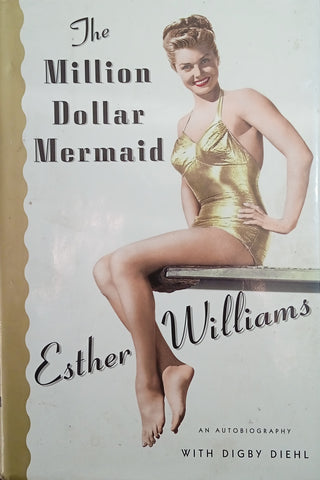 The
Million
Dollar
Mermaid
Esther Williams
AN AUTOBIOGRAPHY
WITH DIGBY DIEHL